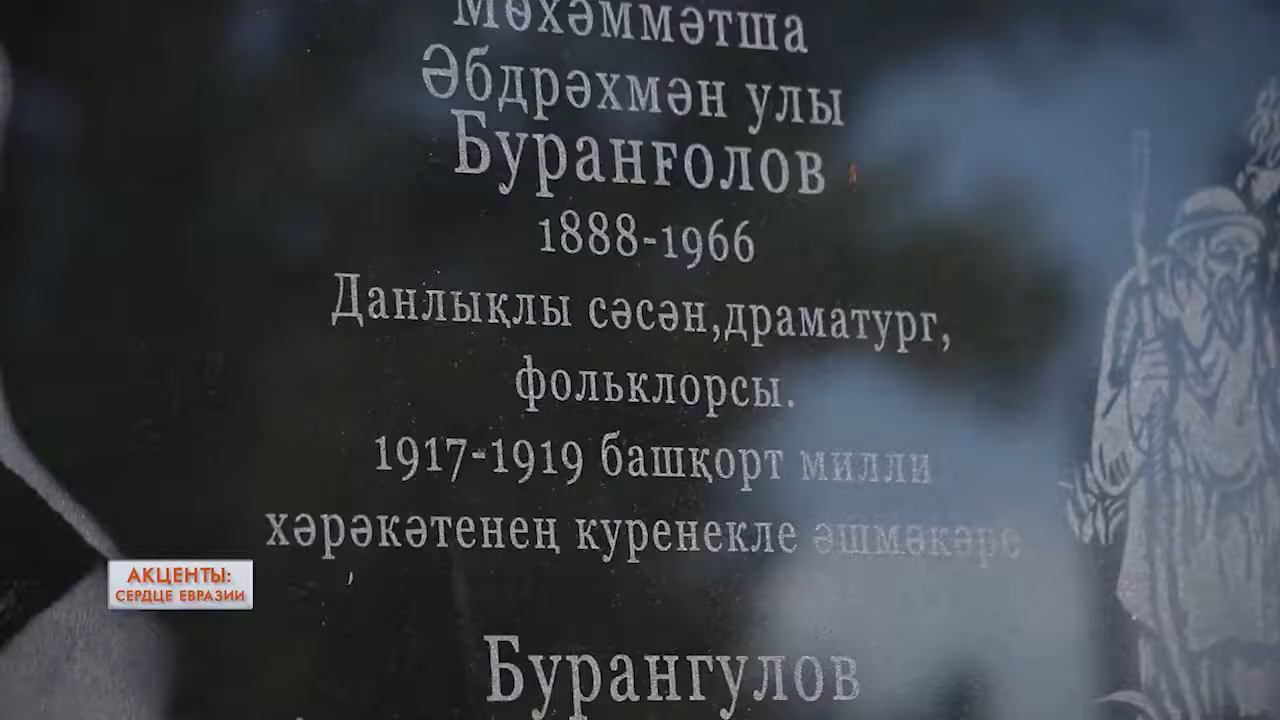 Мөхәммәтша
Әбдрәхмән улы
Буранғолов
1888-1966
Данлыҡлы сәсән,драматург,
фольклорсы.
1917-1919 башҡорт милли
хәрәкәтенең куренекле әшмәкәре
Бурангулов
АКЦЕНТЫ:
СЕРДЦЕ ЕВРАЗИИ